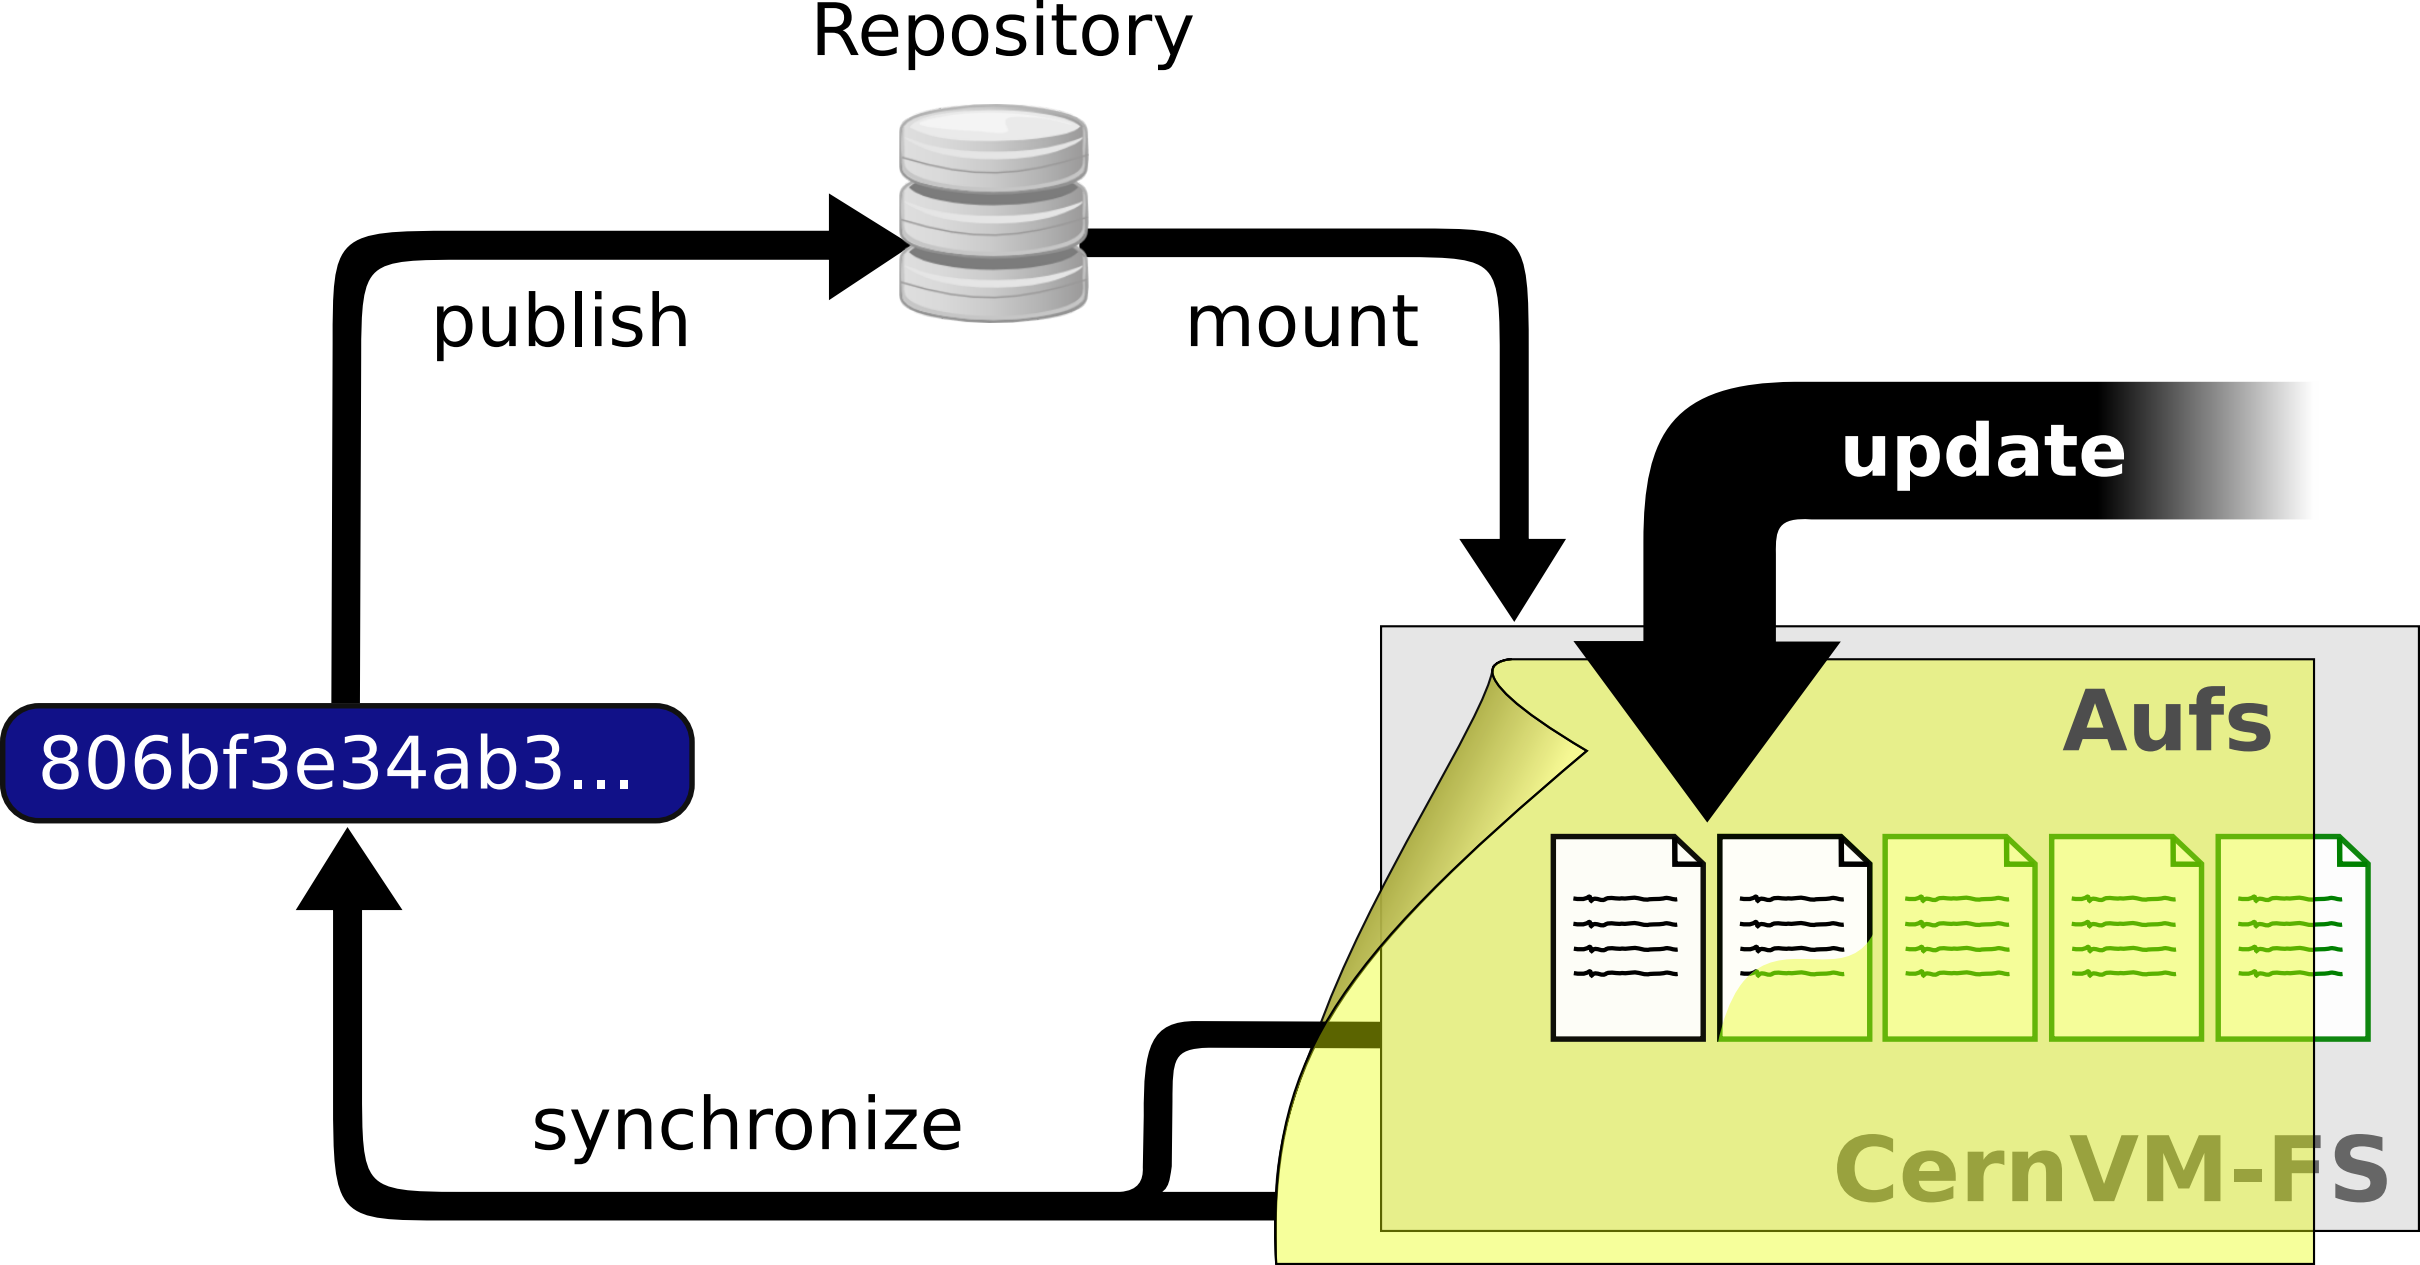 Repository
publish
mount
update
Aufs
806bf3e34ab3...
synchronize
CernVM-FS